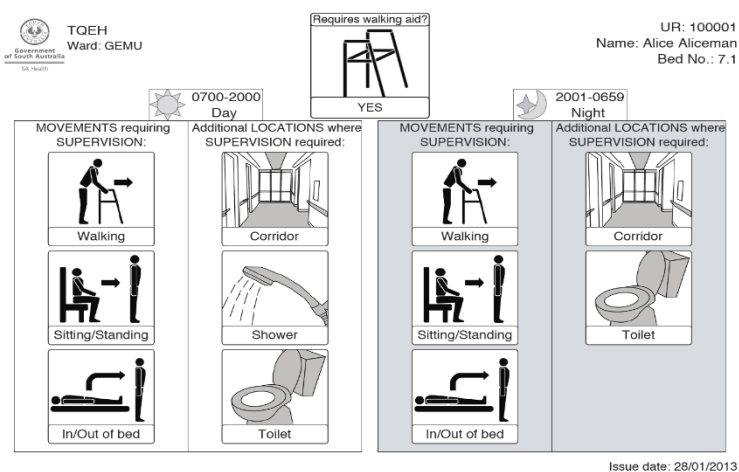 Government
of South Australia
SA Health
TQEH
Ward: GEMU
Requires walking aid?
YES
UR: 100001
Name: Alice Aliceman
Bed No.: 7.1
0700-2000
Day
MOVEMENTS requiring
SUPERVISION:
Walking
Sitting/Standing
In/Out of bed
Additional LOCATIONS where
SUPERVISION required:
Corridor
Shower
Toilet
2001-0659
Night
MOVEMENTS requiring
SUPERVISION:
Walking
Sitting/Standing
In/Out of bed
Additional LOCATIONS where
SUPERVISION required:
Corridor
Toilet
Issue date: 28/01/2013